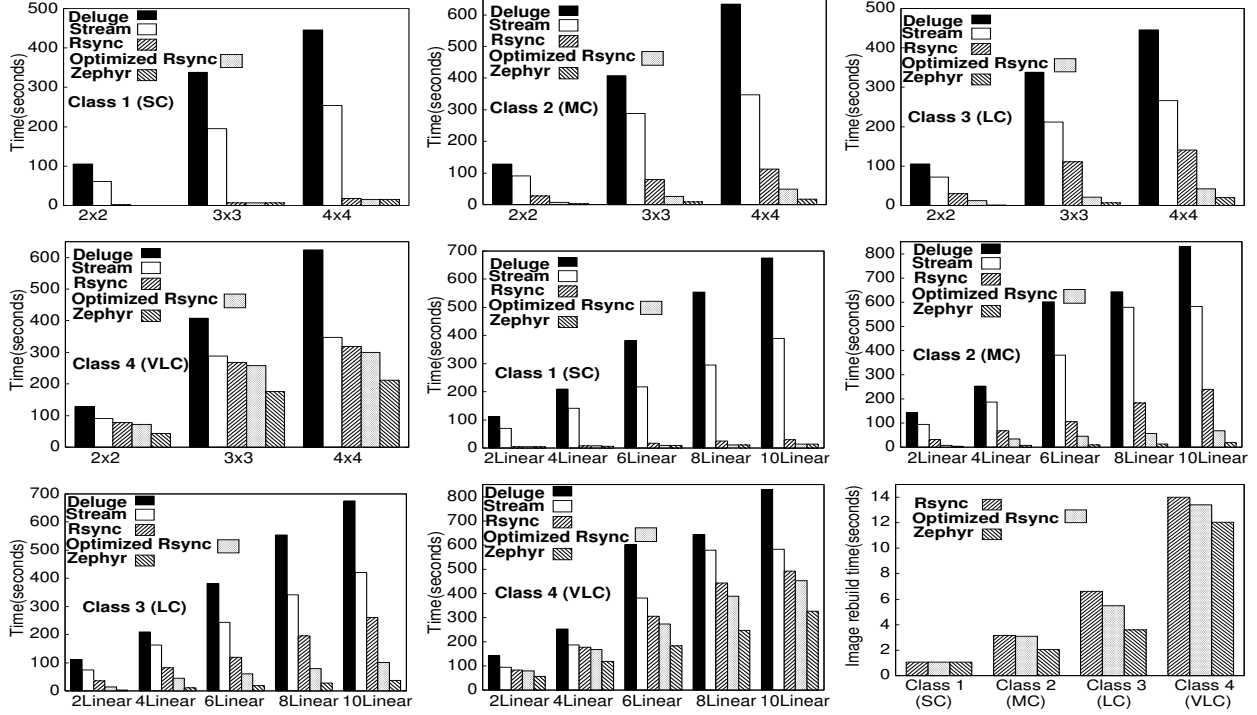 500
400
300
200
100
0
Time(seconds)
Deluge
Stream
Rsync
Optimized Rsync
Zephyr
Class 1 (SC)
2x2
3x3
4x4
600
500
400
300
200
100
0
Time(seconds)
Deluge
Stream
Rsync
Optimized Rsync
Zephyr
Class 2 (MC)
2x2
3x3
4x4
500
400
300
200
100
0
Time(seconds)
Deluge
Stream
Rsync
Optimized Rsync
Zephyr
Class 3 (LC)
2x2
3x3
4x4
600
500
400
300
200
100
0
Time(seconds)
Deluge
Stream
Rsync
Optimized Rsync
Zephyr
Class 4 (VLC)
2x2
3x3
4x4
700
600
500
400
300
200
100
0
Time(seconds)
Deluge
Stream
Rsync
Optimized Rsync
Zephyr
Class 1 (SC)
2Linear 4Linear 6Linear 8Linear 10Linear
800
700
600
500
400
300
200
100
0
Time(seconds)
Deluge
Stream
Rsync
Optimized Rsync
Zephyr
Class 2 (MC)
2Linear 4Linear 6Linear 8Linear 10Linear
700
600
500
400
300
200
100
0
Time(seconds)
Deluge
Stream
Rsync
Optimized Rsync
Zephyr
Class 3 (LC)
2Linear 4Linear 6Linear 8Linear 10Linear
800
700
600
500
400
300
200
100
0
Time(seconds)
Deluge
Stream
Rsync
Optimized Rsync
Zephyr
Class 4 (VLC)
2Linear 4Linear 6Linear 8Linear 10Linear
14
12
10
8
6
4
2
0
Image rebuild time(seconds)
Rsync
Optimized Rsync
Zephyr
Class 1 Class 2 Class 3 Class 4
(SC) (MC) (LC) (VLC)